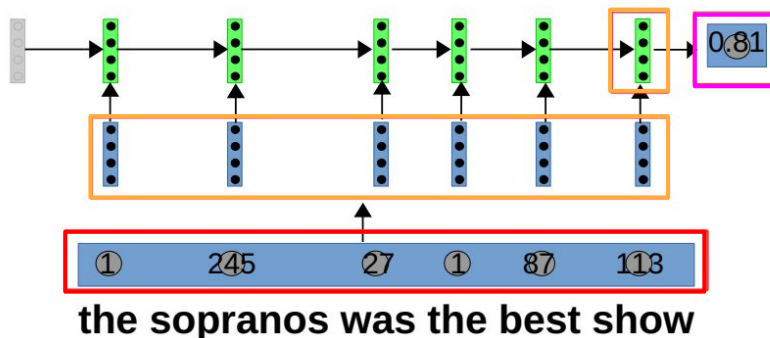 0.81
1 245 27 1 87 113
the sopranos was the best show